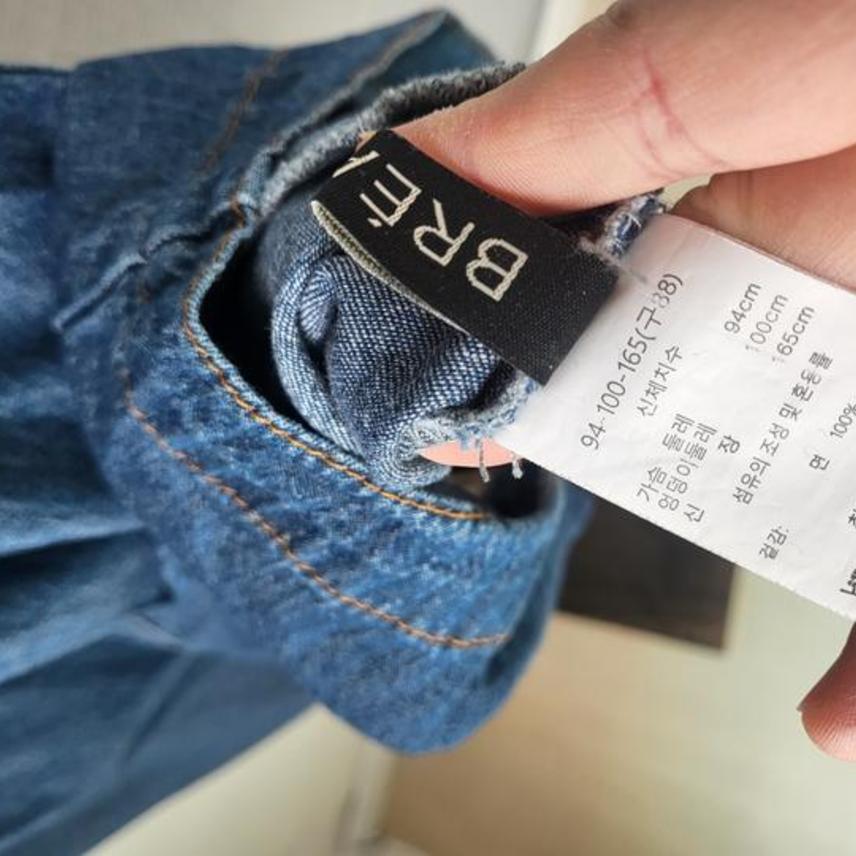 BRÉ
94-100-165(구88)
신체치수
가슴 둘레 94cm
엉덩이둘레 100cm
신 장 165cm
섬유의 조성 및 혼용률
겉감: 면 100%